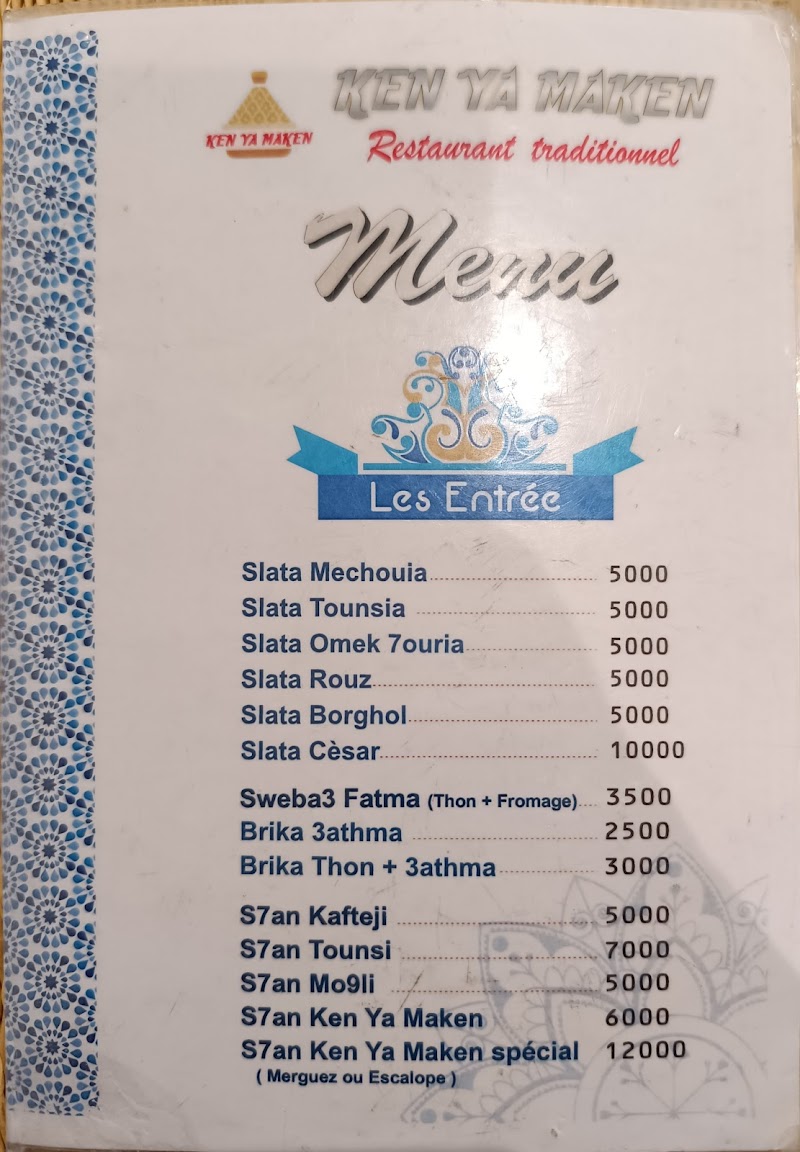 KEN YA MAKEN
KEN YA MAKEN
Restaurant traditionnel
Menu
Les Entrée
Slata Mechouia 5000
Slata Tounsia 5000
Slata Omek 7ouria 5000
Slata Rouz 5000
Slata Borghol 5000
Slata Cèsar 10000
Sweba3 Fatma (Thon + Fromage) 3500
Brika 3athma 2500
Brika Thon + 3athma 3000
S7an Kafteji 5000
S7an Tounsi 7000
S7an Mo9li 5000
S7an Ken Ya Maken 6000
S7an Ken Ya Maken spécial 12000
( Merguez ou Escalope )